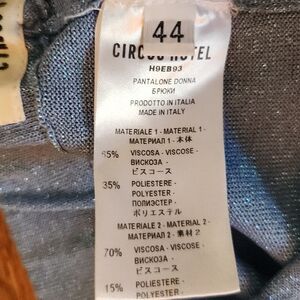 44
CIRCUS HOTEL
H9EB93
PANTALONE DONNA
БРЮКИ
PRODOTTO IN ITALIA
MADE IN ITALY
MATERIALE 1 - MATERIAL 1 -
МАТЕРИАЛ 1 - 本体
65% VISCOSA - VISCOSE -
ВИСКОЗА -
ビスコース
35% POLIESTERE -
POLYESTER -
ПОЛИЭСТЕР -
ポリエステル
MATERIALE 2 - MATERIAL 2 -
МАТЕРИАЛ 2 - 素材2
70% VISCOSA - VISCOSE -
ВИСКОЗА -
ビスコース
15% POLIESTERE -
POLYESTER -